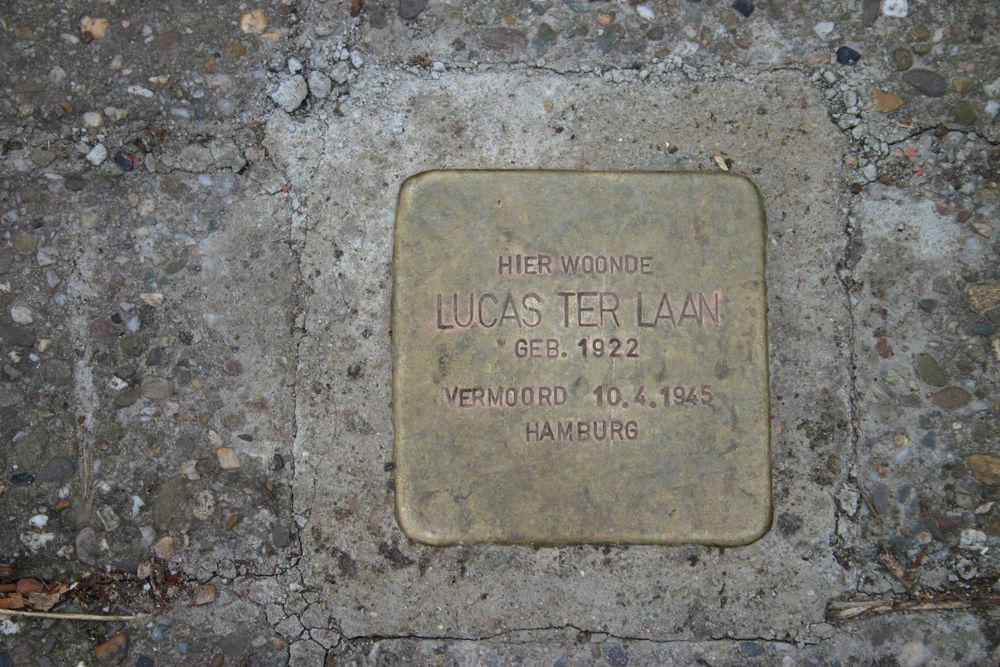 HIER WOONDE
LUCAS TER LAAN
GEB. 1922
VERMOORD 10.4.1945
HAMBURG